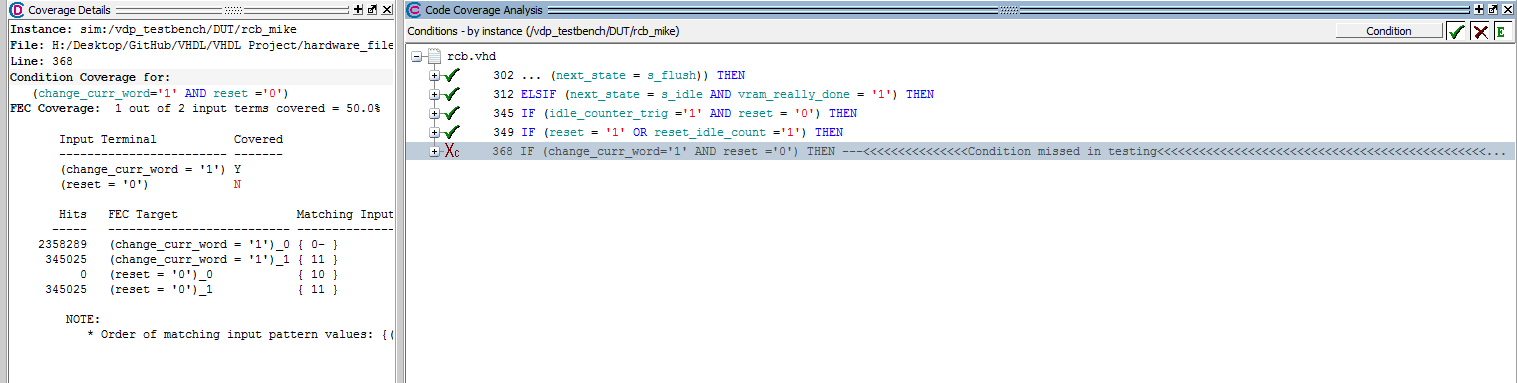 Coverage Details
Instance: sim:/vdp_testbench/DUT/rcb_mike
File: H:/Desktop/GitHub/VHDL/VHDL Project/hardware_file
Line: 368
Condition Coverage for:
(change_curr_word='1' AND reset ='0')
FEC Coverage:  1 out of 2 input terms covered = 50.0%
Input Terminal Covered
------------------------- -------
(change_curr_word = '1') Y
(reset = '0') N
Hits FEC Target Matching Input
----- -------------------------- --------------
2358289 (change_curr_word = '1')_0 { 0- }
345025 (change_curr_word = '1')_1 { 11 }
0 (reset = '0')_0 { 10 }
345025 (reset = '0')_1 { 11 }
NOTE:
* Order of matching input pattern values: {(
Code Coverage Analysis
Conditions - by instance (/vdp_testbench/DUT/rcb_mike)
Condition
E
rcb.vhd
302 ... (next_state = s_flush)) THEN
312 ELSIF (next_state = s_idle AND vram_really_done = '1') THEN
345 IF (idle_counter_trig ='1' AND reset = '0') THEN
349 IF (reset = '1' OR reset_idle_count ='1') THEN
Xc 368 IF (change_curr_word='1' AND reset ='0') THEN ---<<<<<<<<<<<<<<<Condition missed in testing<<<<<<<<<<<<<<<<<<<<<<<<<<<<<<<<<<<<<<<<<<<<<<<...